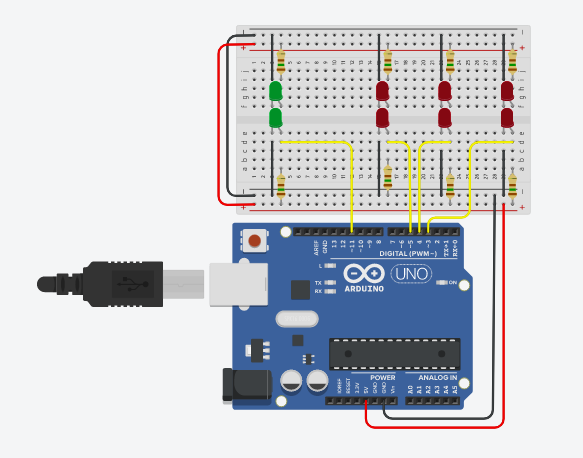 AREF
GND
13
12
~11
~10
~9
8
7
~6
~5
4
~3
2
TX→1
RX←0
DIGITAL (PWM~)
L
TX
RX
ARDUINO
UNO
ON
POWER
ANALOG IN
IOREF
RESET
3.3V
5V
GND
GND
Vin
A0
A1
A2
A3
A4
A5